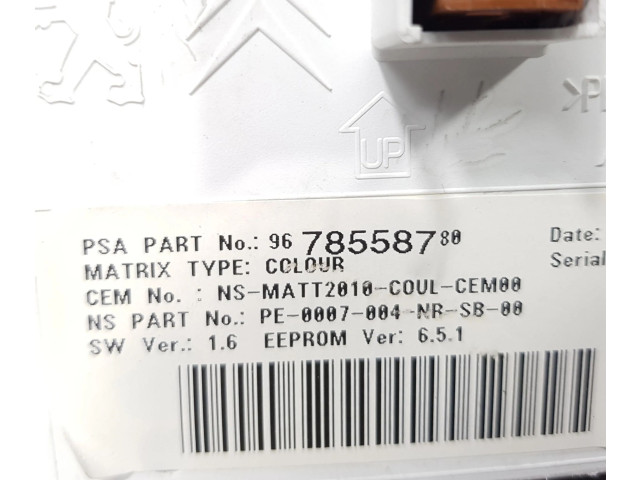 UP
PSA PART No.: 96 785587 80
Date:
MATRIX TYPE: COLOUR
Serial
CEM No. : NS-MATT2010-COUL-CEM00
NS PART No.: PE-0007-004-NR-SB-00
SW Ver.: 1.6 EEPROM Ver: 6.5.1